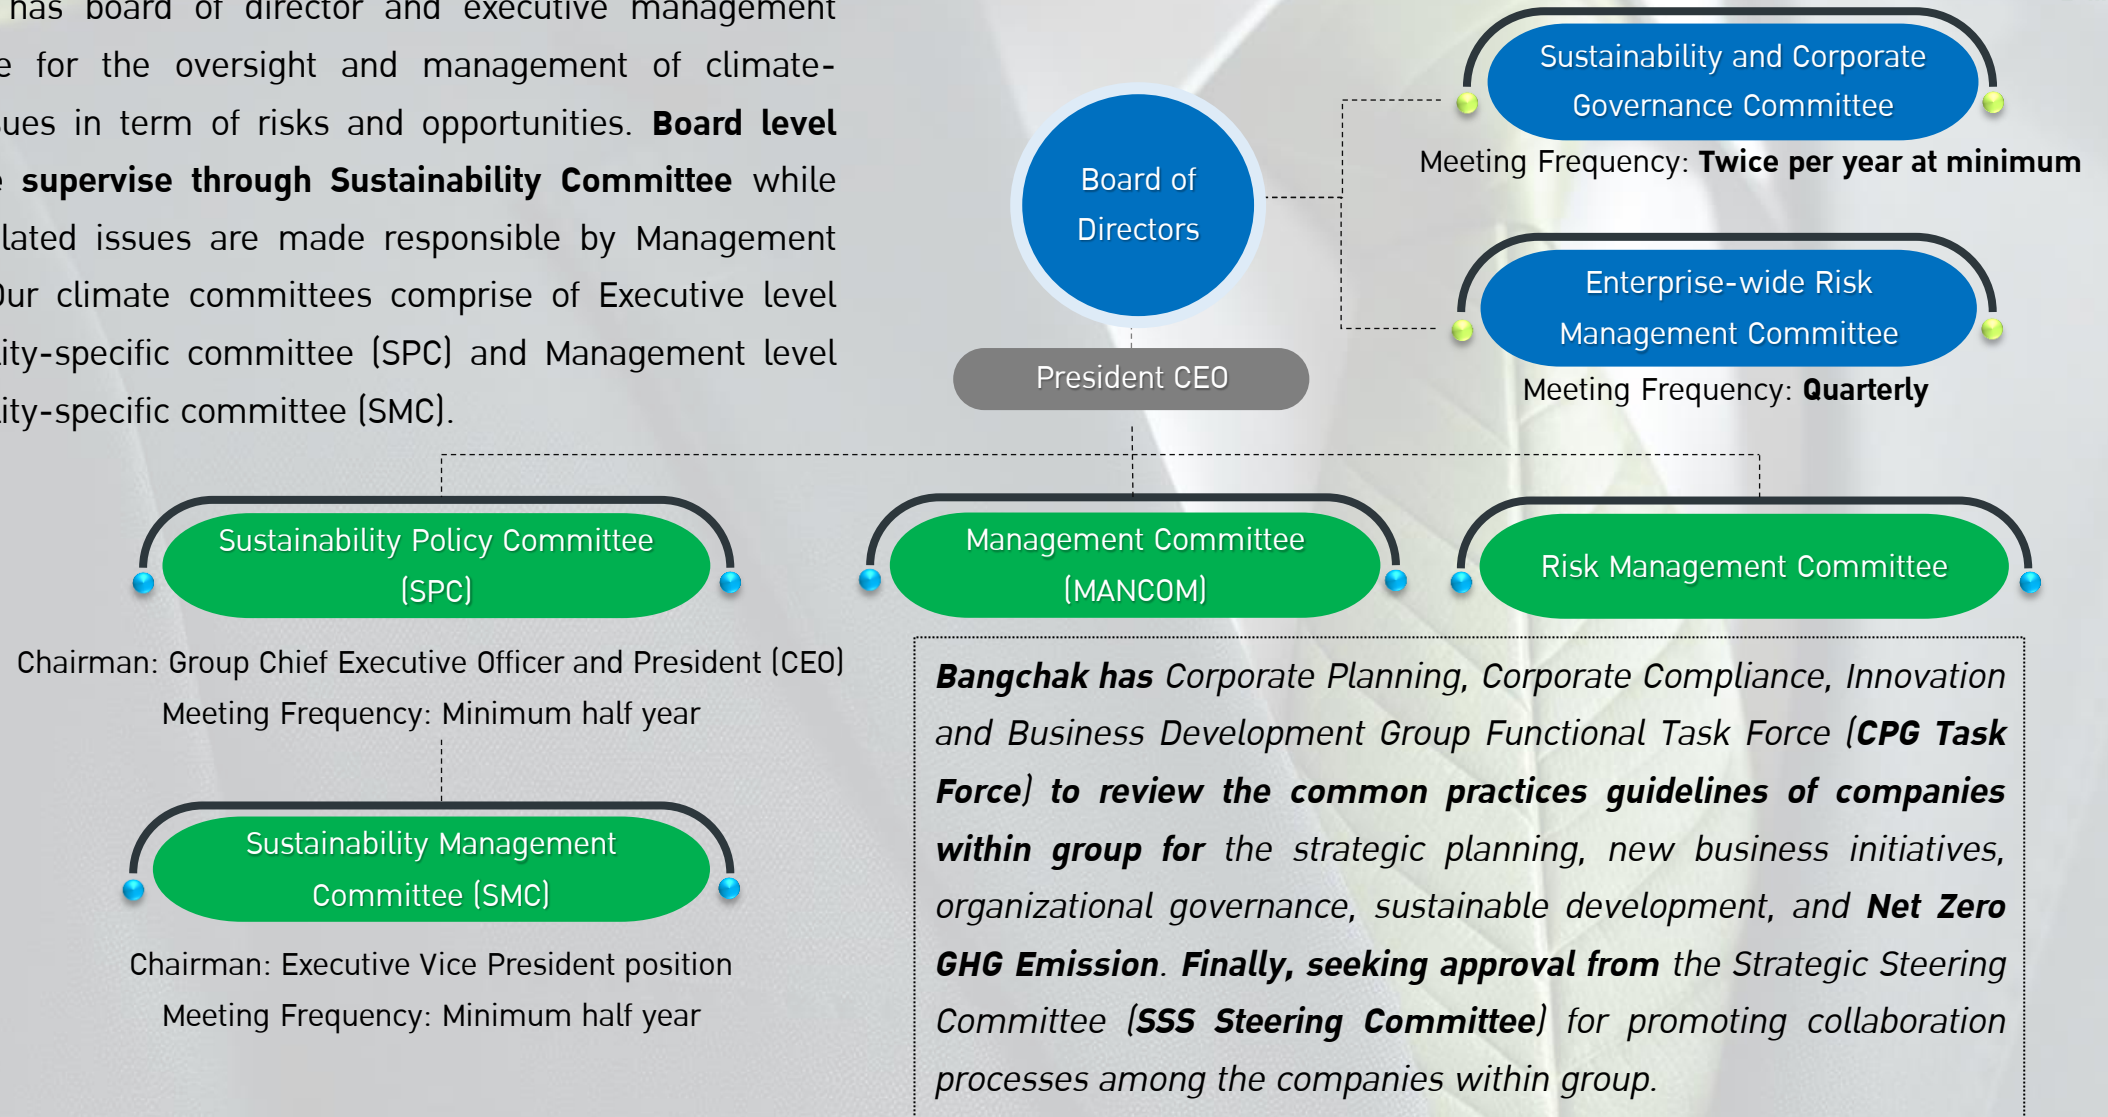 has board of director and executive management
for the oversight and management of climate-
in term of risks and opportunities. Board level
supervise through Sustainability Committee while
issues are made responsible by Management
climate committees comprise of Executive level
committee (SPC) and Management level
committee (SMC).
Board of
Directors
President CEO
Sustainability and Corporate
Governance Committee
Meeting Frequency: Twice per year at minimum
Enterprise-wide Risk
Management Committee
Meeting Frequency: Quarterly
Sustainability Policy Committee
(SPC)
Chairman: Group Chief Executive Officer and President (CEO)
Meeting Frequency: Minimum half year
Sustainability Management
Committee (SMC)
Chairman: Executive Vice President position
Meeting Frequency: Minimum half year
Management Committee
(MANCOM)
Risk Management Committee
Bangchak has Corporate Planning, Corporate Compliance, Innovation
and Business Development Group Functional Task Force (CPG Task
Force) to review the common practices guidelines of companies
within group for the strategic planning, new business initiatives,
organizational governance, sustainable development, and Net Zero
GHG Emission. Finally, seeking approval from the Strategic Steering
Committee (SSS Steering Committee) for promoting collaboration
processes among the companies within group.